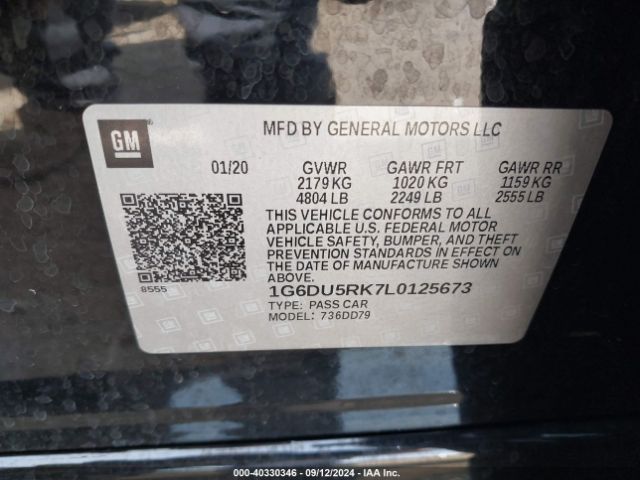 GM
MFD BY GENERAL MOTORS LLC
01/20 GVWR GAWR FRT GAWR RR
2179 KG 1020 KG 1159 KG
4804 LB 2249 LB 2555 LB
THIS VEHICLE CONFORMS TO ALL
APPLICABLE U.S. FEDERAL MOTOR
VEHICLE SAFETY, BUMPER, AND THEFT
PREVENTION STANDARDS IN EFFECT
ON THE DATE OF MANUFACTURE SHOWN
ABOVE.
8555
1G6DU5RK7L0125673
TYPE: PASS CAR
MODEL: 736DD79
000-40330346 - 09/12/2024 - IAA Inc.